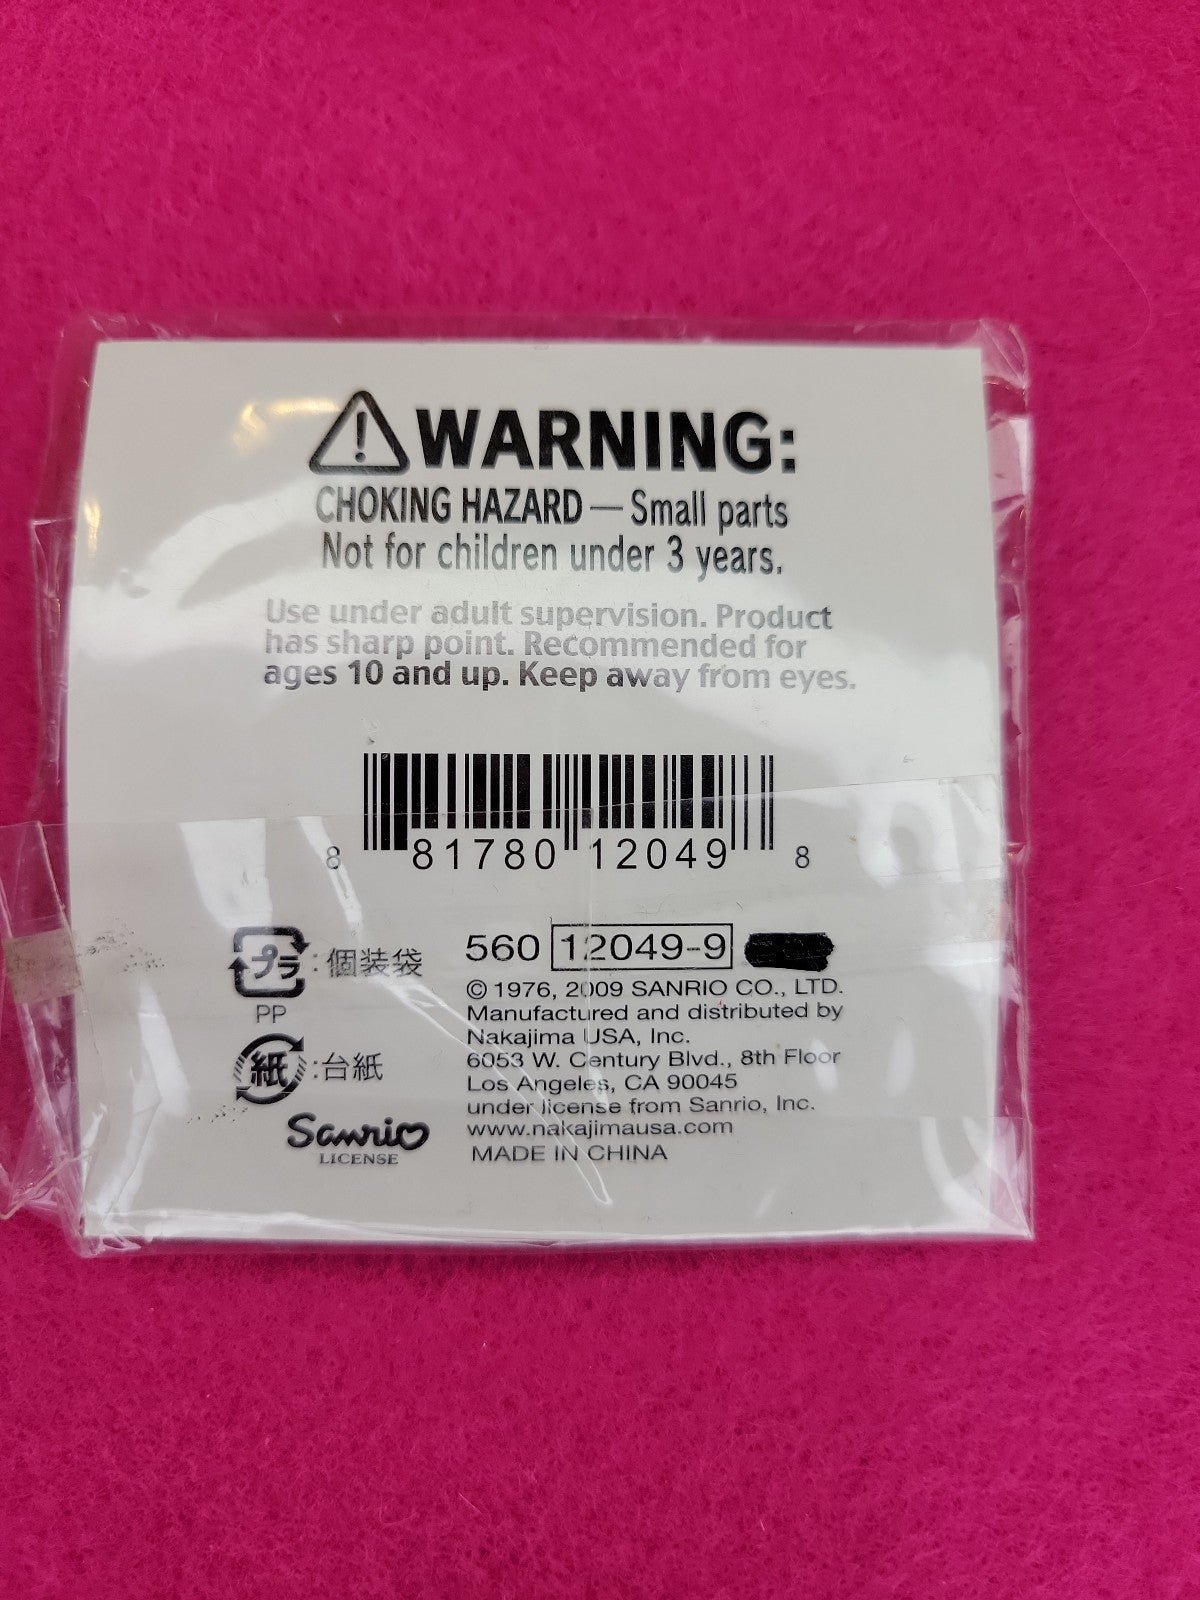 WARNING:
CHOKING HAZARD — Small parts
Not for children under 3 years.
Use under adult supervision. Product
has sharp point. Recommended for
ages 10 and up. Keep away from eyes.
8 81780 12049 8
560 12049-9
© 1976, 2009 SANRIO CO., LTD.
Manufactured and distributed by
Nakajima USA, Inc.
6053 W. Century Blvd., 8th Floor
Los Angeles, CA 90045
under license from Sanrio, Inc.
www.nakajimausa.com
MADE IN CHINA
プラ:個装袋
PP
紙:台紙
Sanrio
LICENSE